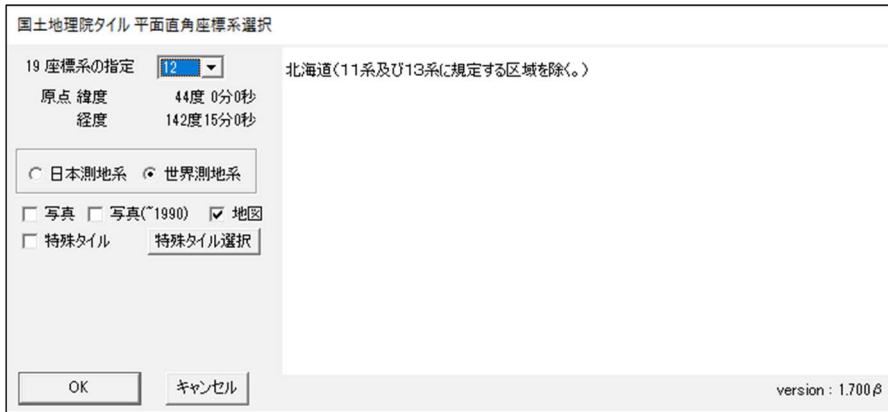 国土地理院タイル 平面直角座標系選択
19 座標系の指定 12
北海道(11系及び13系に規定する区域を除く。)
原点 緯度 44度 0分0秒
経度 142度15分0秒
日本測地系 世界測地系
写真 写真(~1990) 地図
特殊タイル 特殊タイル選択
OK キャンセル
version : 1.700β